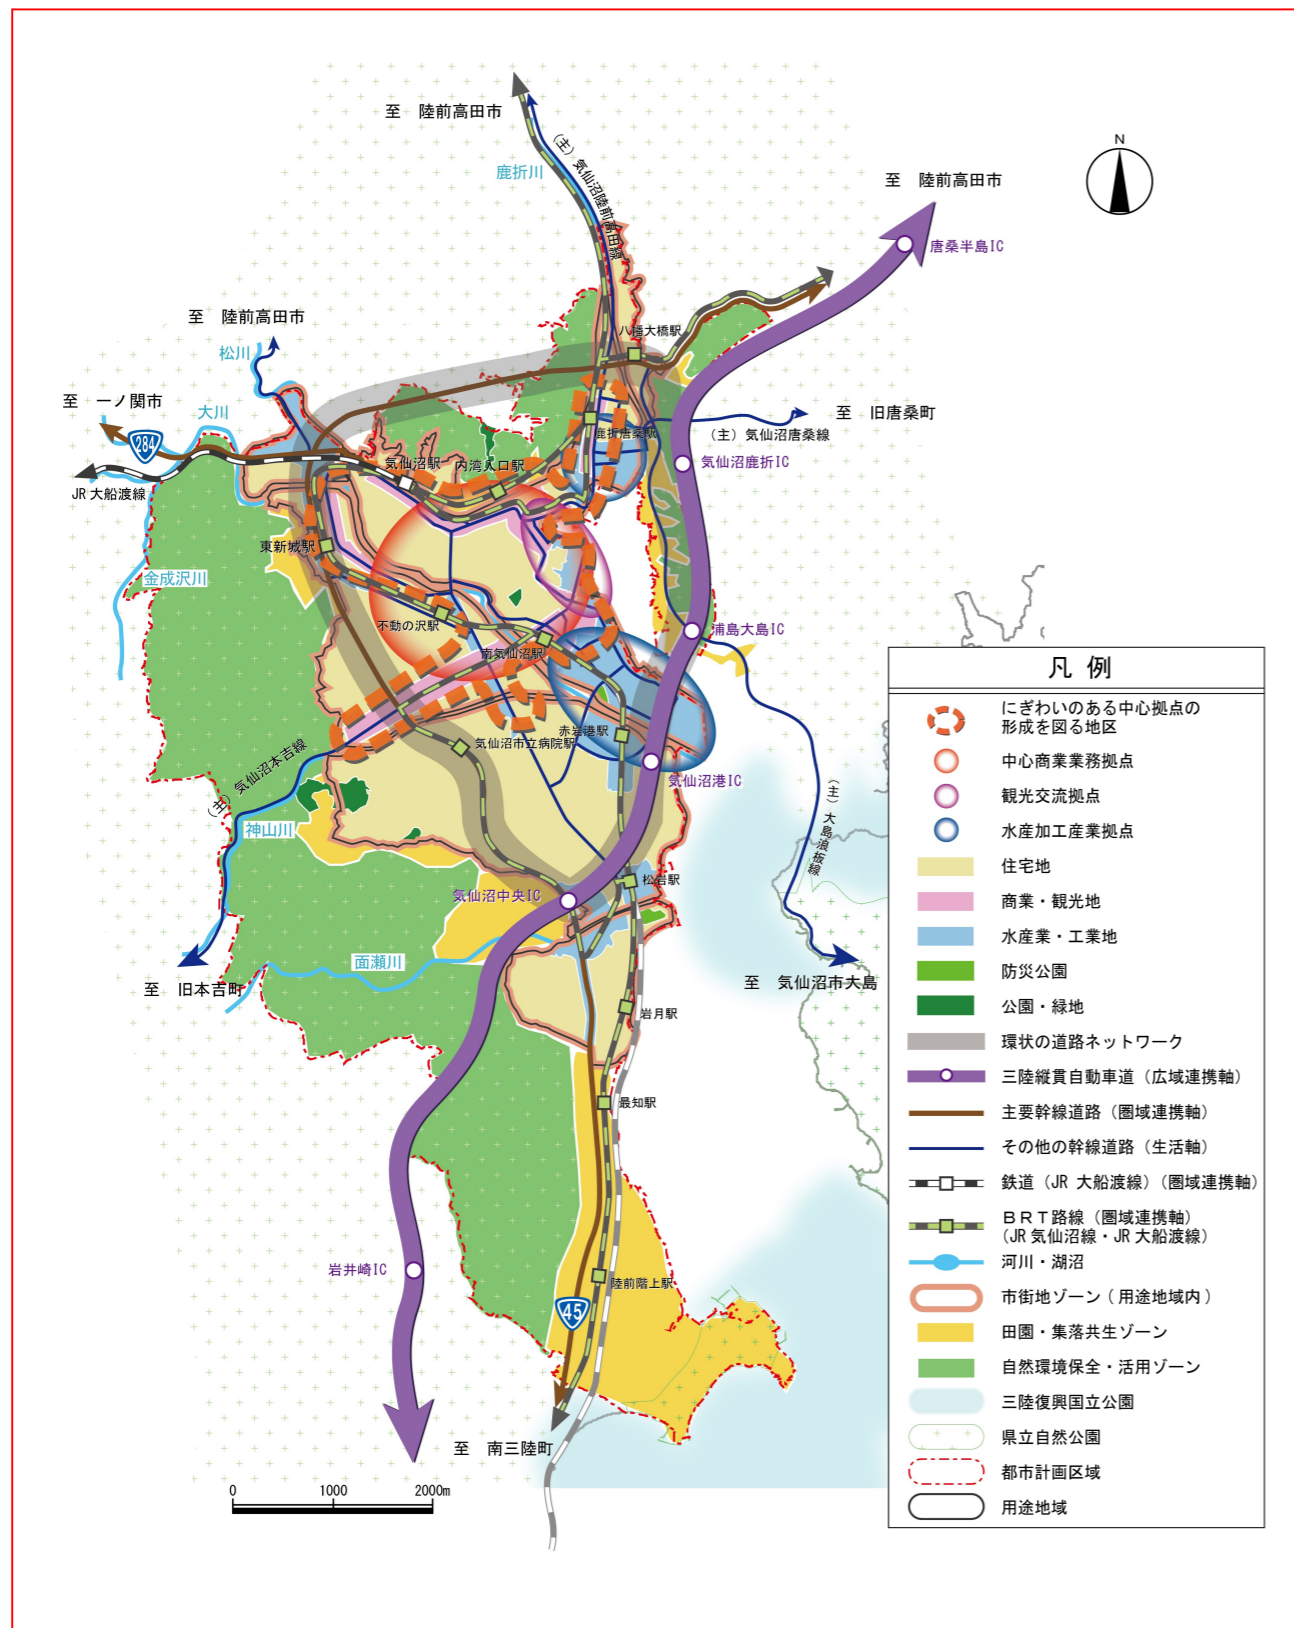 N
至 陸前高田市
鹿折川
(主)気仙沼陸前高田線
至 陸前高田市
唐桑半島IC
至 陸前高田市
松川
八幡大橋駅
至 一ノ関市
大川
284
JR大船渡線
至 旧唐桑町
(主)気仙沼唐桑線
鹿折唐桑駅
気仙沼駅
内湾入口駅
気仙沼鹿折IC
東新城駅
金成沢川
不動の沢駅
南気仙沼駅
浦島大島IC
赤岩港駅
気仙沼市立病院駅
気仙沼港IC
(主)気仙沼本吉線
神山川
(主)大島浪板線
松岩駅
気仙沼中央IC
面瀬川
至 旧本吉町
至 気仙沼市大島
岩月駅
最知駅
岩井崎IC
陸前階上駅
45
至 南三陸町
0 1000 2000m
凡 例
にぎわいのある中心拠点の
形成を図る地区
中心商業業務拠点
観光交流拠点
水産加工産業拠点
住宅地
商業・観光地
水産業・工業地
防災公園
公園・緑地
環状の道路ネットワーク
三陸縦貫自動車道(広域連携軸)
主要幹線道路(圏域連携軸)
その他の幹線道路(生活軸)
鉄道(JR 大船渡線)(圏域連携軸)
BRT路線(圏域連携軸)
(JR気仙沼線・JR大船渡線)
河川・湖沼
市街地ゾーン(用途地域内)
田園・集落共生ゾーン
自然環境保全・活用ゾーン
三陸復興国立公園
県立自然公園
都市計画区域
用途地域